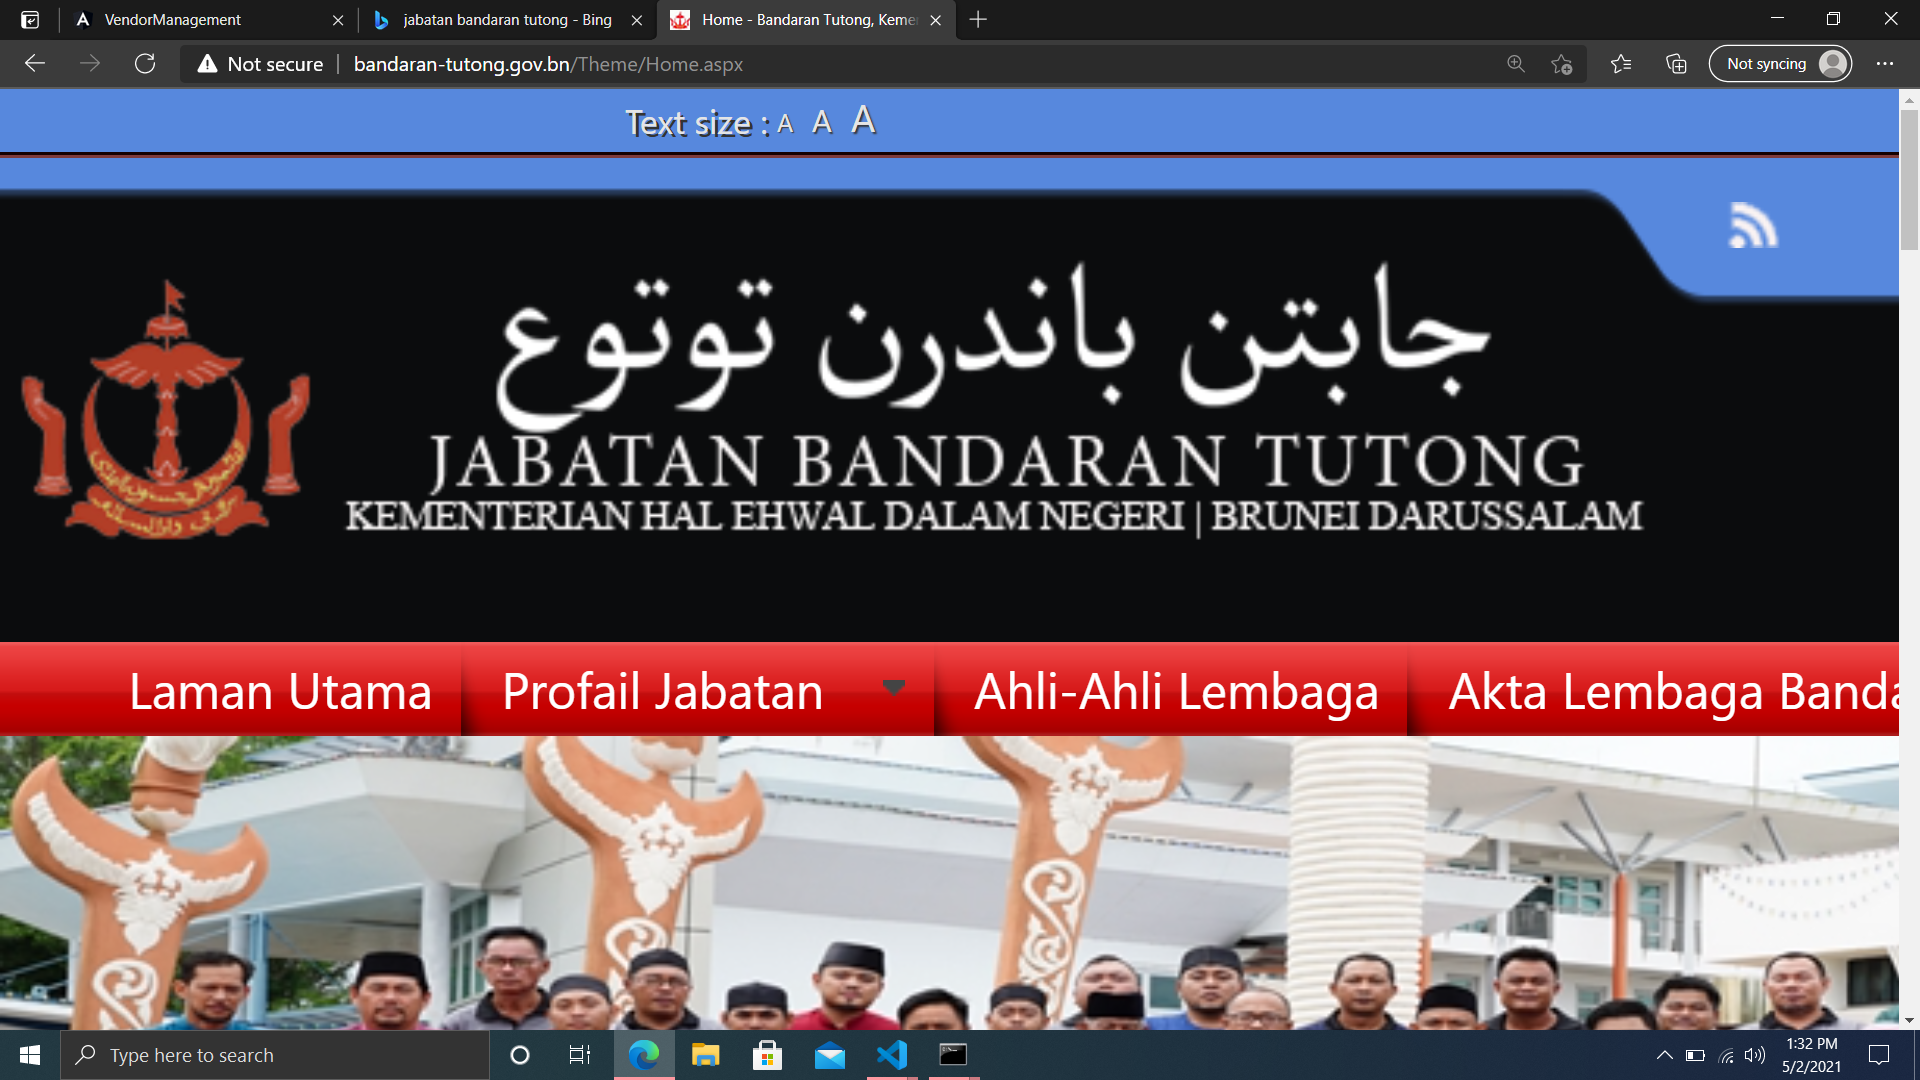 VendorManagement
jabatan bandaran tutong - Bing
Home - Bandaran Tutong, Keme
Not secure
bandaran-tutong.gov.bn/Theme/Home.aspx
Not syncing
Text size : A A A
جابتن باندرن توتوع
JABATAN BANDARAN TUTONG
KEMENTERIAN HAL EHWAL DALAM NEGERI | BRUNEI DARUSSALAM
Laman Utama
Profail Jabatan
Ahli-Ahli Lembaga
Akta Lembaga Banda
Type here to search
1:32 PM
5/2/2021